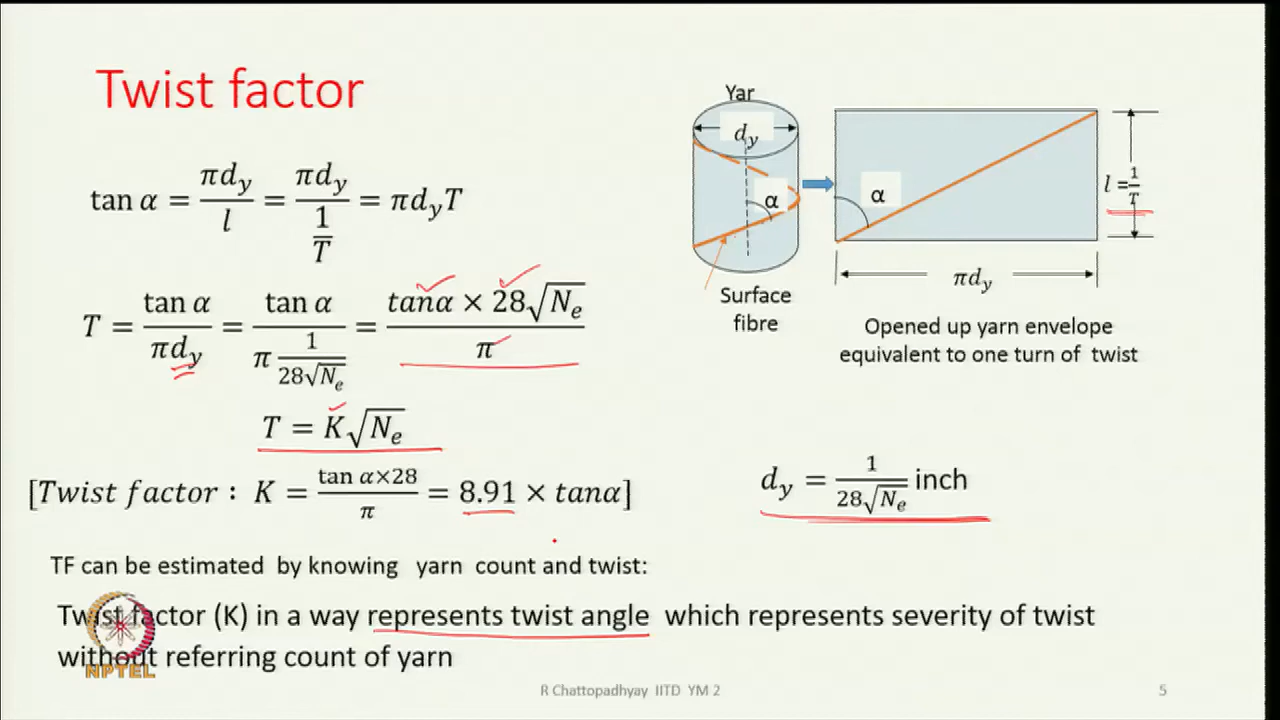 Twist factor
tan α = πd_y / l = πd_y / (1/T) = πd_yT
T = tan α / πd_y = tan α / (π 1/(28√N_e)) = tanα × 28√N_e / π
T = K√N_e
[Twist factor : K = tan α×28 / π = 8.91 × tanα]
TF can be estimated by knowing yarn count and twist:
Twist factor (K) in a way represents twist angle which represents severity of twist
without referring count of yarn
Yar
d_y
α
Surface
fibre
α
l = 1/T
πd_y
Opened up yarn envelope
equivalent to one turn of twist
d_y = 1 / (28√N_e) inch
NPTEL
R Chattopadhyay IITD YM 2
5